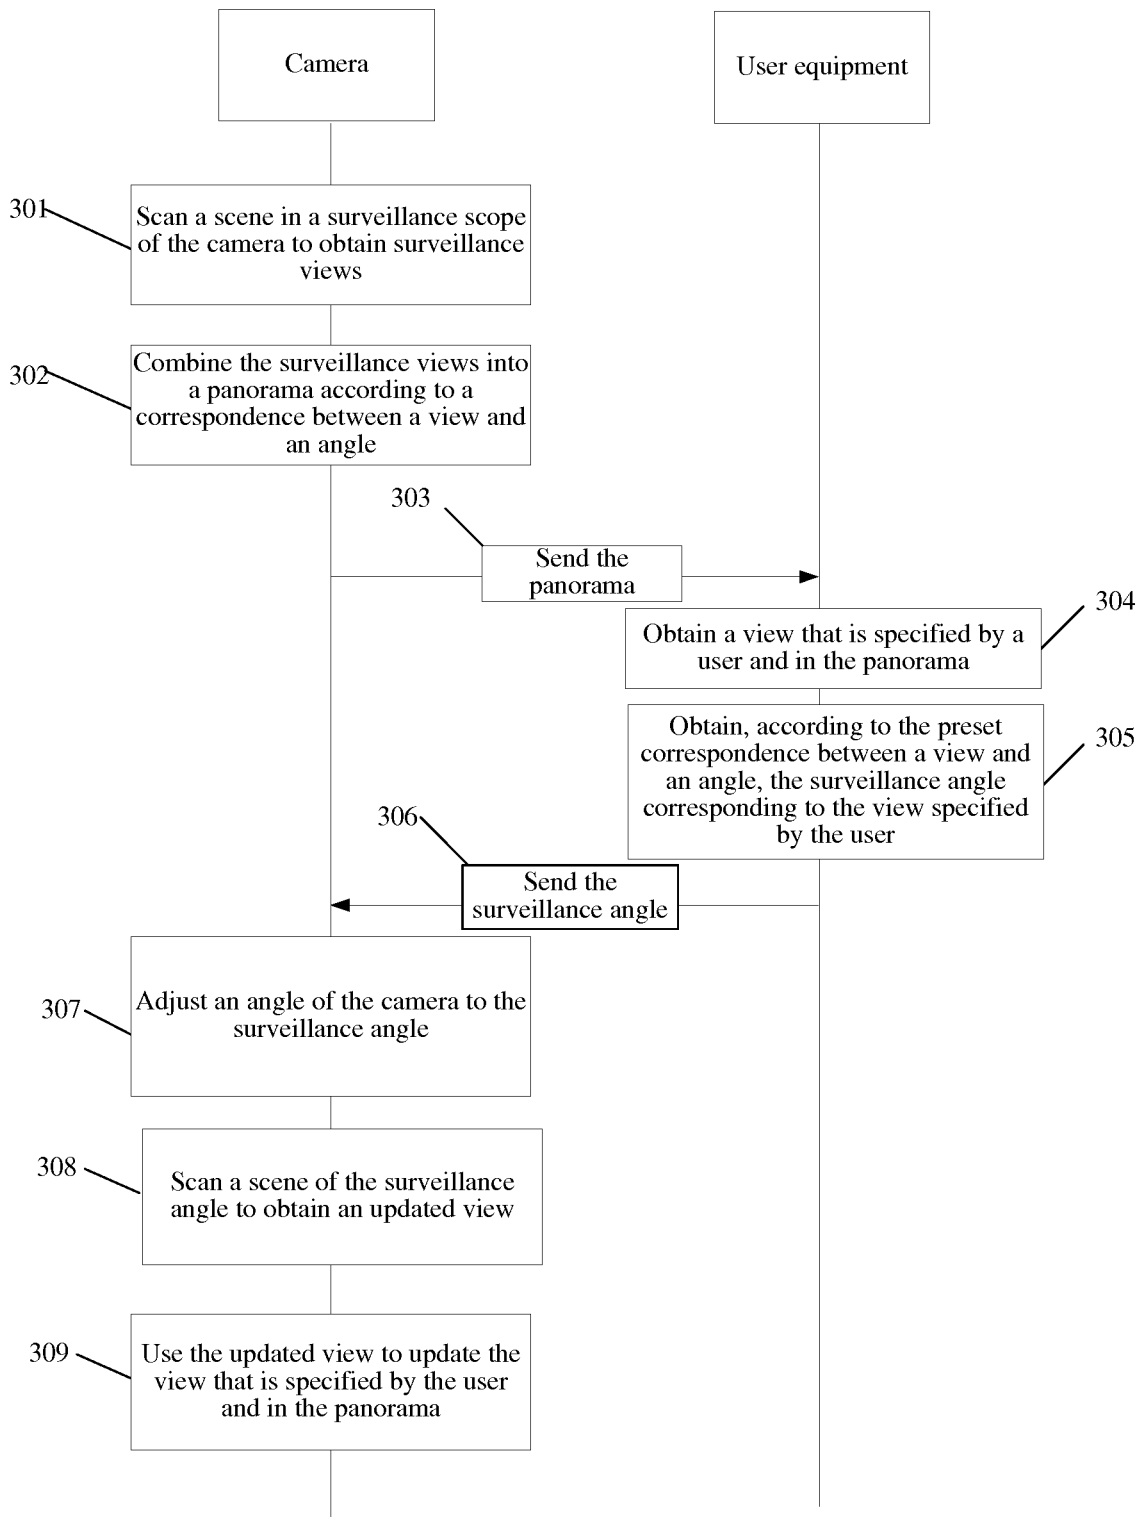 Camera
User equipment
301
Scan a scene in a surveillance scope
of the camera to obtain surveillance
views
302
Combine the surveillance views into
a panorama according to a
correspondence between a view and
an angle
303
Send the
panorama
304
Obtain a view that is specified by a
user and in the panorama
305
Obtain, according to the preset
correspondence between a view and
an angle, the surveillance angle
corresponding to the view specified
by the user
306
Send the
surveillance angle
307
Adjust an angle of the camera to the
surveillance angle
308
Scan a scene of the surveillance
angle to obtain an updated view
309
Use the updated view to update the
view that is specified by the user
and in the panorama